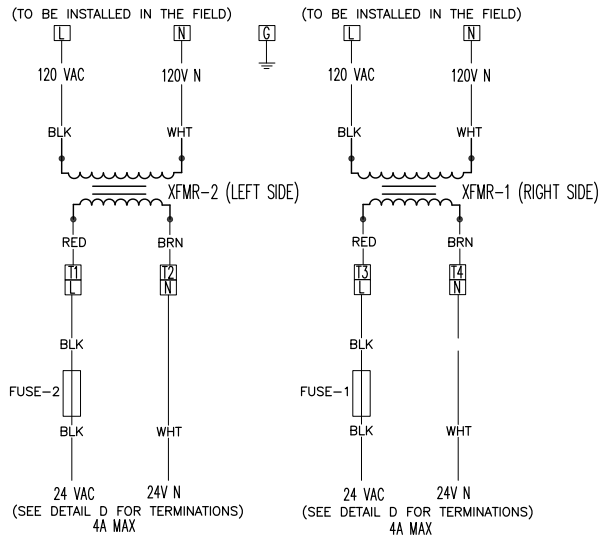 (TO BE INSTALLED IN THE FIELD)
(TO BE INSTALLED IN THE FIELD)
L
N
G
L
N
120 VAC
120V N
120 VAC
120V N
BLK
WHT
BLK
WHT
XFMR-2 (LEFT SIDE)
XFMR-1 (RIGHT SIDE)
RED
BRN
RED
BRN
T1
T2
T3
T4
L
N
L
N
BLK
BLK
FUSE-2
FUSE-1
BLK
WHT
BLK
WHT
24 VAC
24V N
24 VAC
24V N
(SEE DETAIL D FOR TERMINATIONS)
(SEE DETAIL D FOR TERMINATIONS)
4A MAX
4A MAX